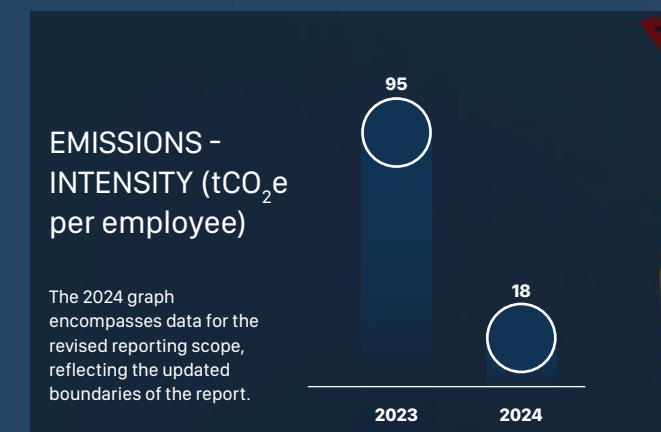 95
EMISSIONS -
INTENSITY (tCO₂e
per employee)
The 2024 graph
encompasses data for the
revised reporting scope,
reflecting the updated
boundaries of the report.
18
2023 2024